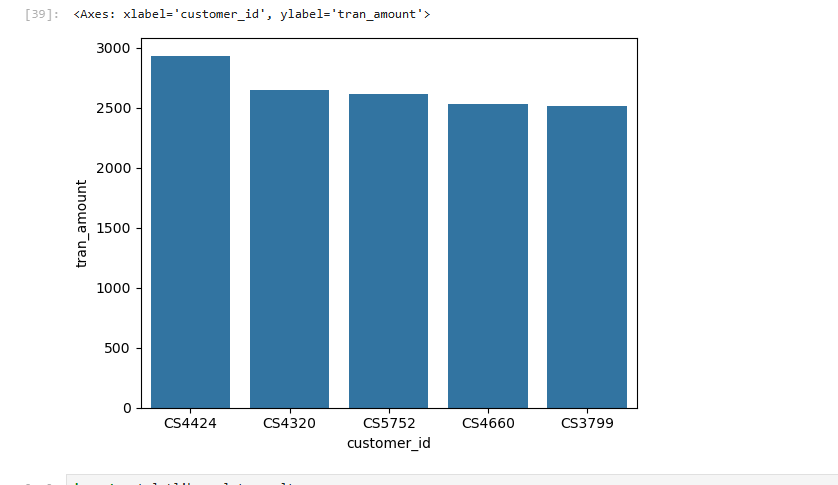 [39]: <Axes: xlabel='customer_id', ylabel='tran_amount'>
3000
2500
2000
1500
1000
500
0
tran_amount
CS4424 CS4320 CS5752 CS4660 CS3799
customer_id